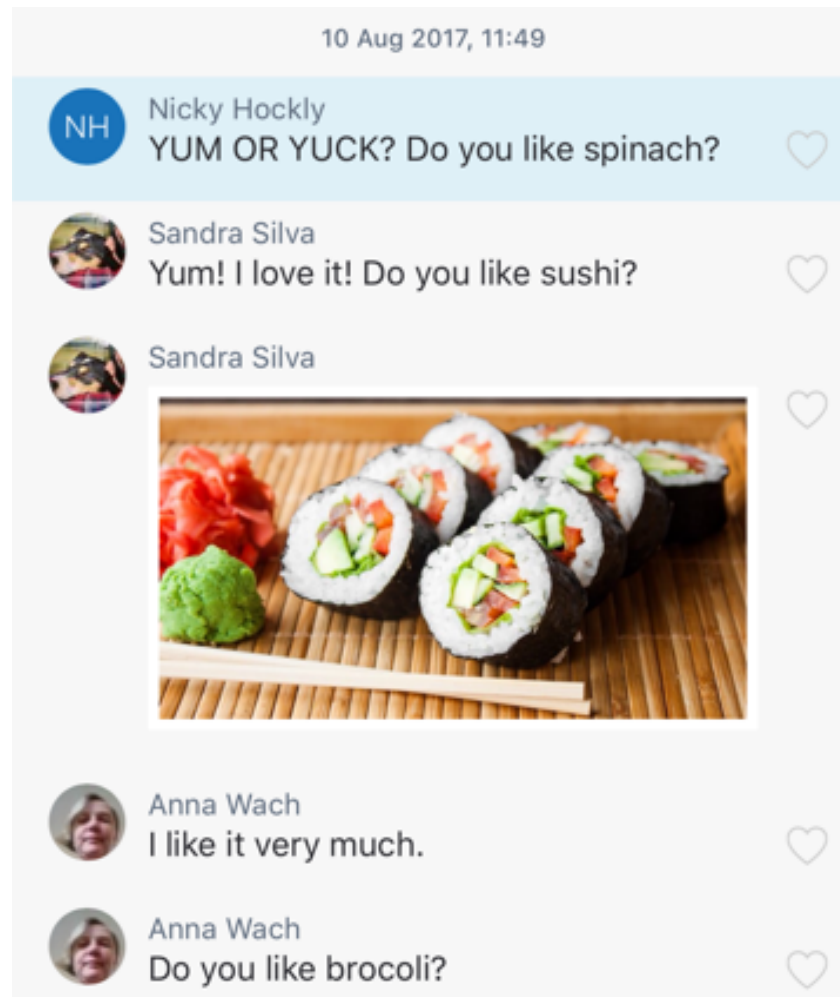 10 Aug 2017, 11:49
NH
Nicky Hockly
YUM OR YUCK? Do you like spinach?
Sandra Silva
Yum! I love it! Do you like sushi?
Sandra Silva
Anna Wach
I like it very much.
Anna Wach
Do you like brocoli?